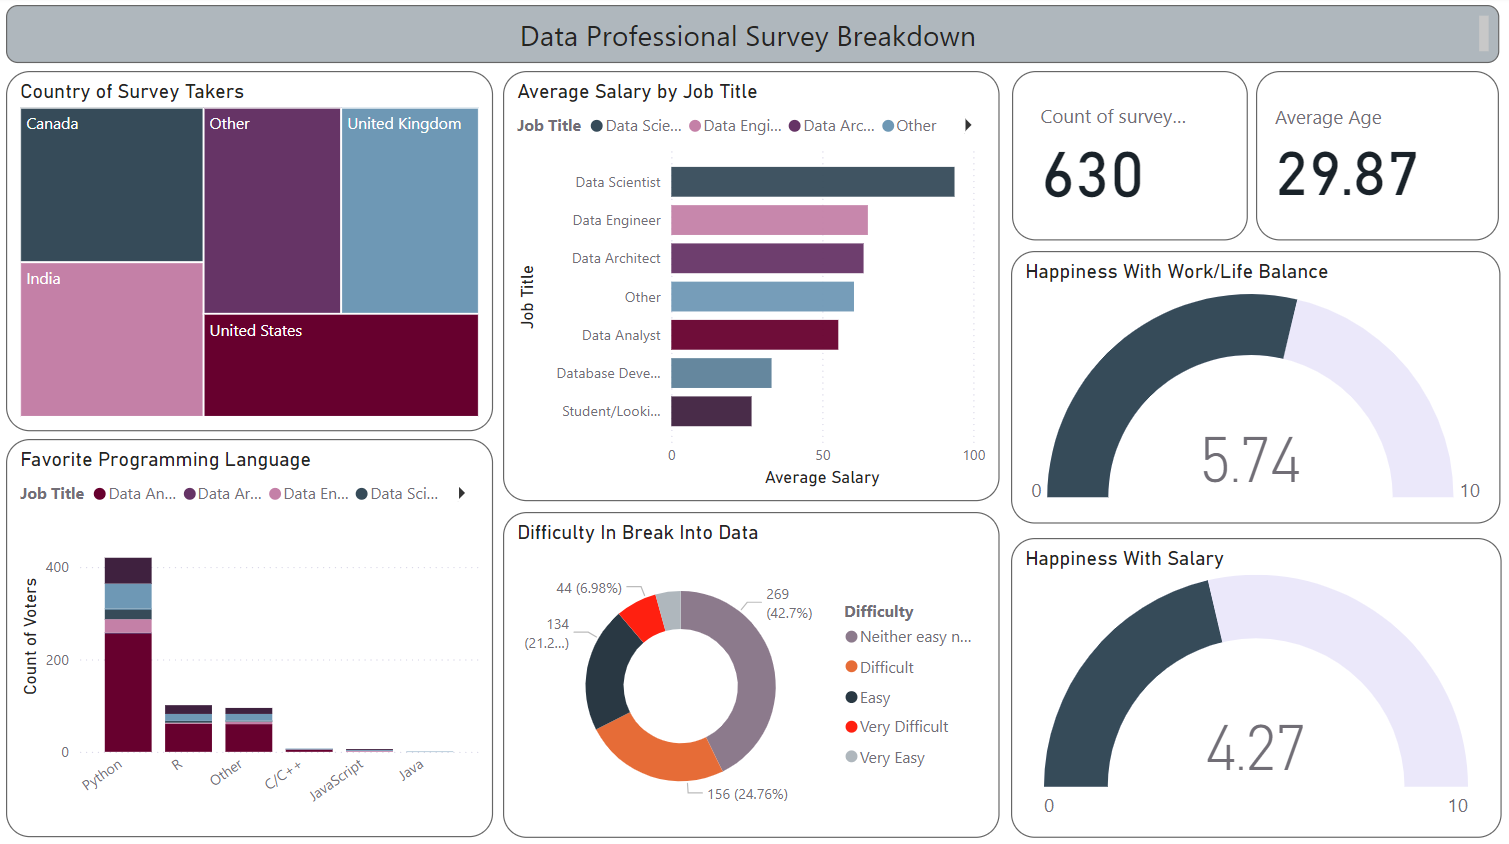 Data Professional Survey Breakdown
Country of Survey Takers
Canada
Other
United Kingdom
India
United States
Average Salary by Job Title
Job Title Data Scie... Data Engi... Data Arc... Other
Job Title
Data Scientist
Data Engineer
Data Architect
Other
Data Analyst
Database Deve...
Student/Looki...
0 50 100
Average Salary
Count of survey...
630
Average Age
29.87
Happiness With Work/Life Balance
5.74
0 10
Favorite Programming Language
Job Title Data An... Data Ar... Data En... Data Sci...
Count of Voters
400
200
0
Python R Other C/C++ JavaScript Java
Difficulty In Break Into Data
44 (6.98%)
269
(42.7%)
134
(21.2...)
156 (24.76%)
Difficulty
Neither easy n...
Difficult
Easy
Very Difficult
Very Easy
Happiness With Salary
4.27
0 10